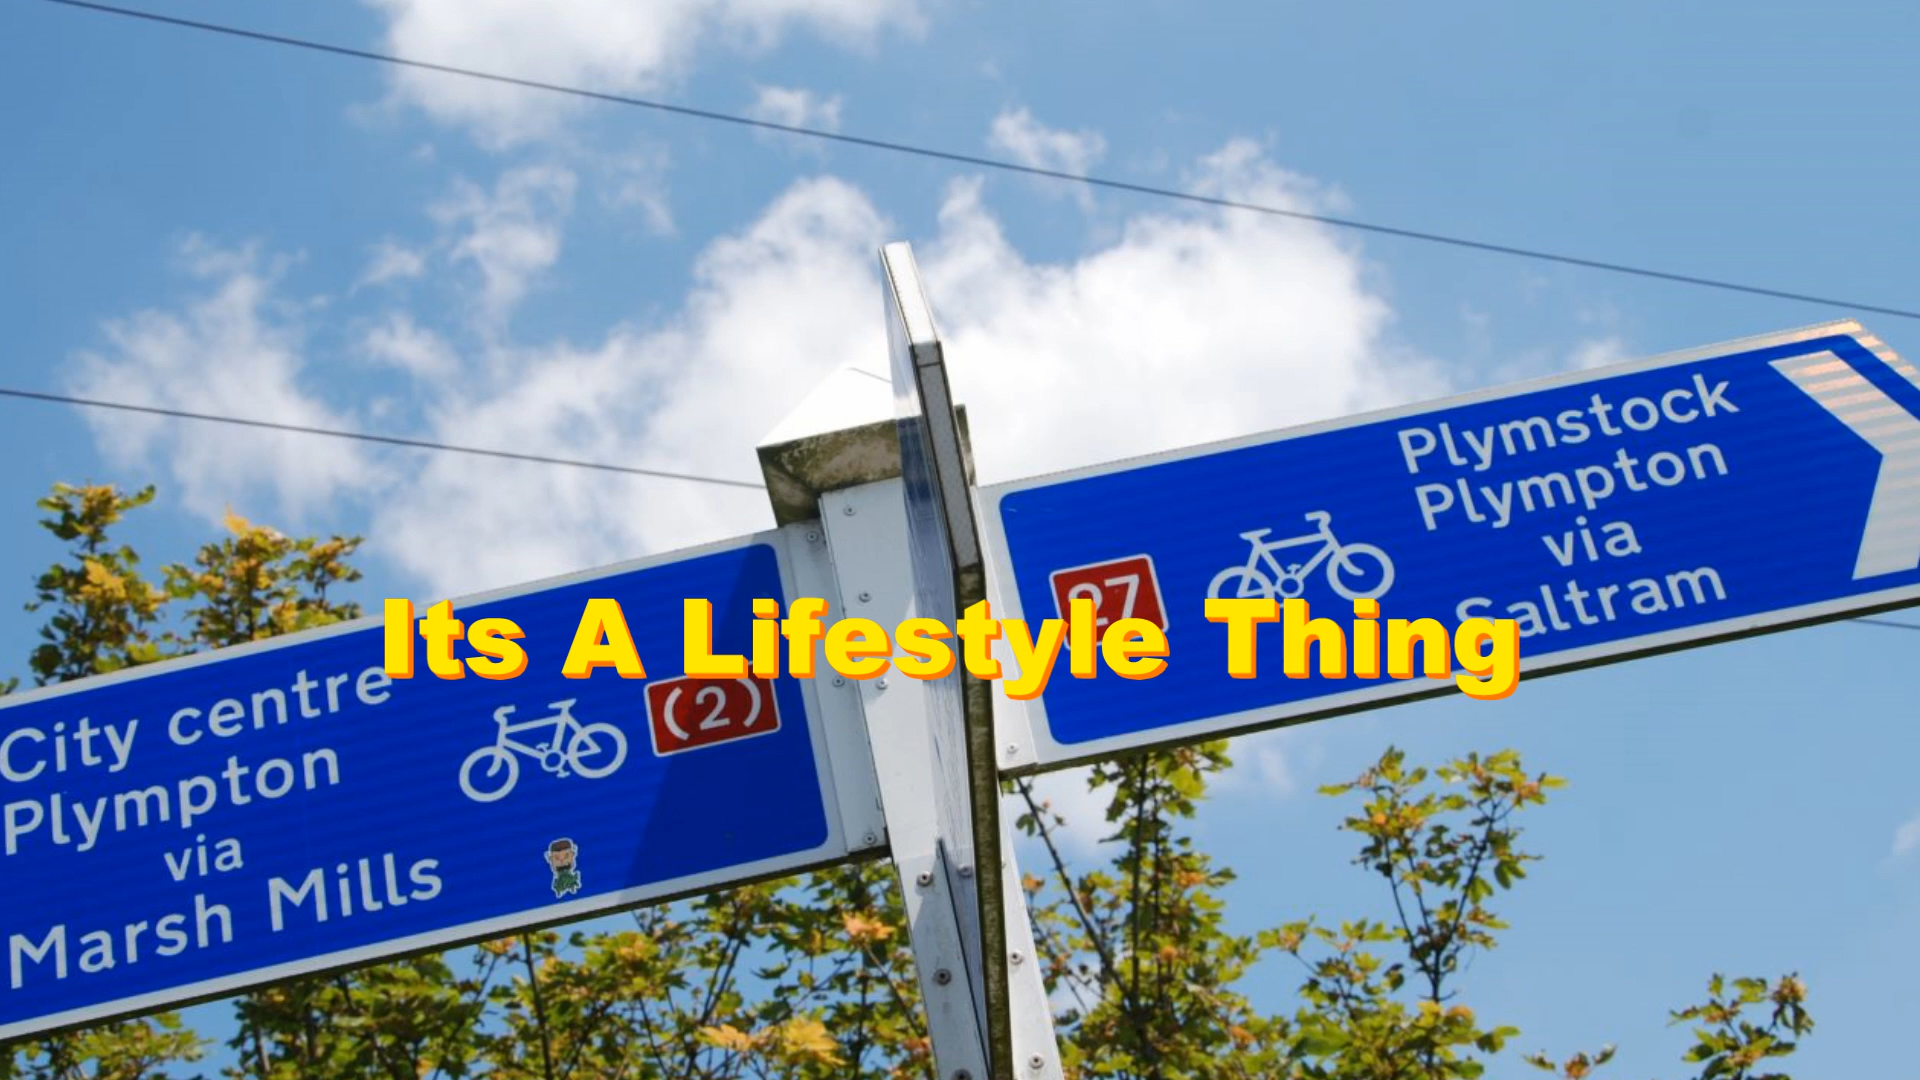 Its A Lifestyle Thing
City centre
Plympton
via
Marsh Mills
(2)
27
Plymstock
Plympton
via
Saltram